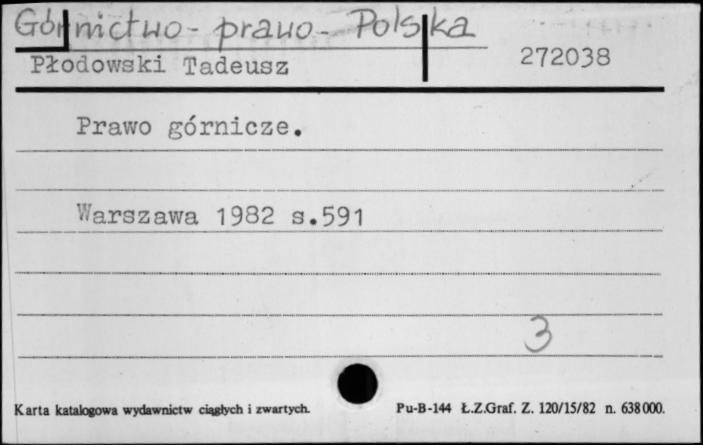 Górnictwo - prawo - Polska
Płodowski Tadeusz 272038
Prawo górnicze.
Warszawa 1982 s.591
3
Karta katalogowa wydawnictw ciągłych i zwartych. Pu-B-144 Ł.Z.Graf. Z. 120/15/82 n. 638000.